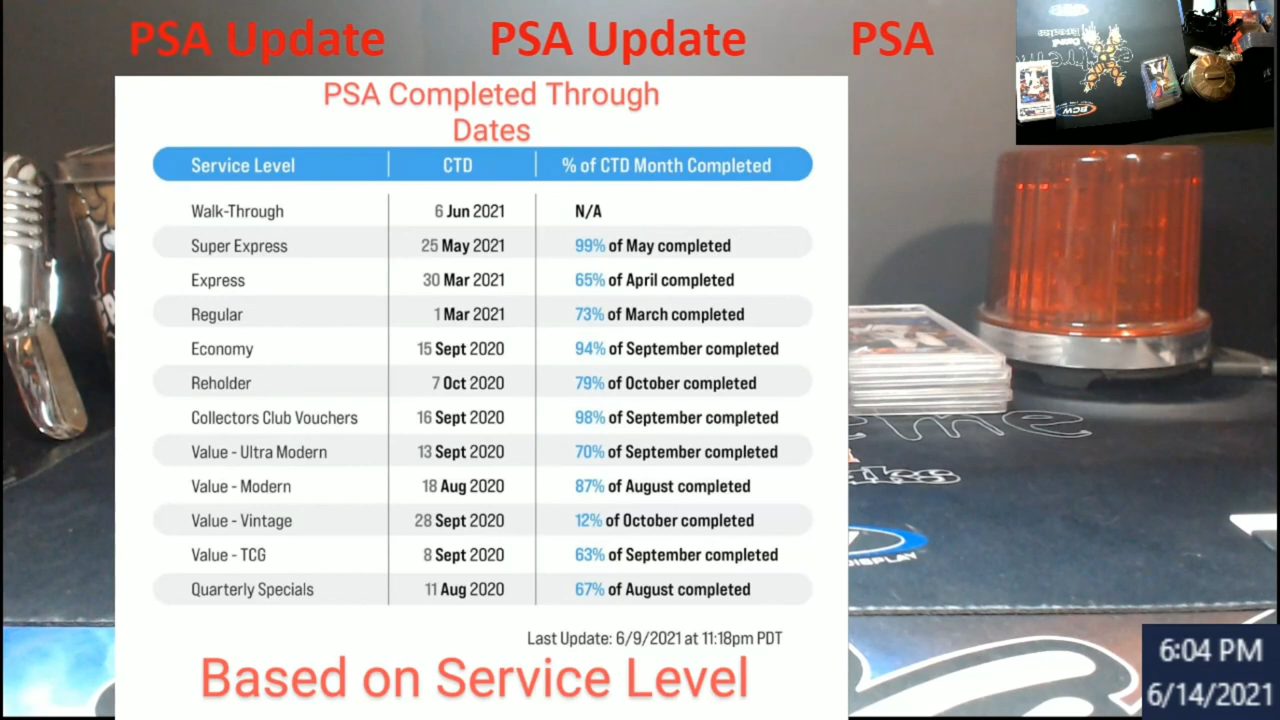 PSA Update PSA Update PSA
PSA Completed Through
Dates
Service Level CTD % of CTD Month Completed
Walk-Through 6 Jun 2021 N/A
Super Express 25 May 2021 99% of May completed
Express 30 Mar 2021 65% of April completed
Regular 1 Mar 2021 73% of March completed
Economy 15 Sept 2020 94% of September completed
Reholder 7 Oct 2020 79% of October completed
Collectors Club Vouchers 16 Sept 2020 98% of September completed
Value - Ultra Modern 13 Sept 2020 70% of September completed
Value - Modern 18 Aug 2020 87% of August completed
Value - Vintage 28 Sept 2020 12% of October completed
Value - TCG 8 Sept 2020 63% of September completed
Quarterly Specials 11 Aug 2020 67% of August completed
Last Update: 6/9/2021 at 11:18pm PDT
Based on Service Level
DISPLAY
BCW
6:04 PM
6/14/2021